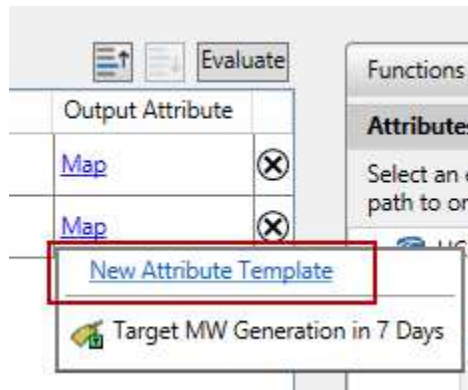 Evaluate
Functions
Output Attribute
Attributes
Map
Select an
path to or
Map
New Attribute Template
Target MW Generation in 7 Days